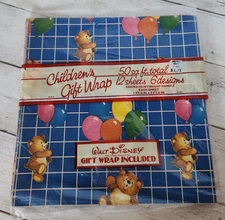 Children's
Gift Wrap
50 sq. ft. total
12 sheets 6 designs
WALT DISNEY
GIFT WRAP INCLUDED